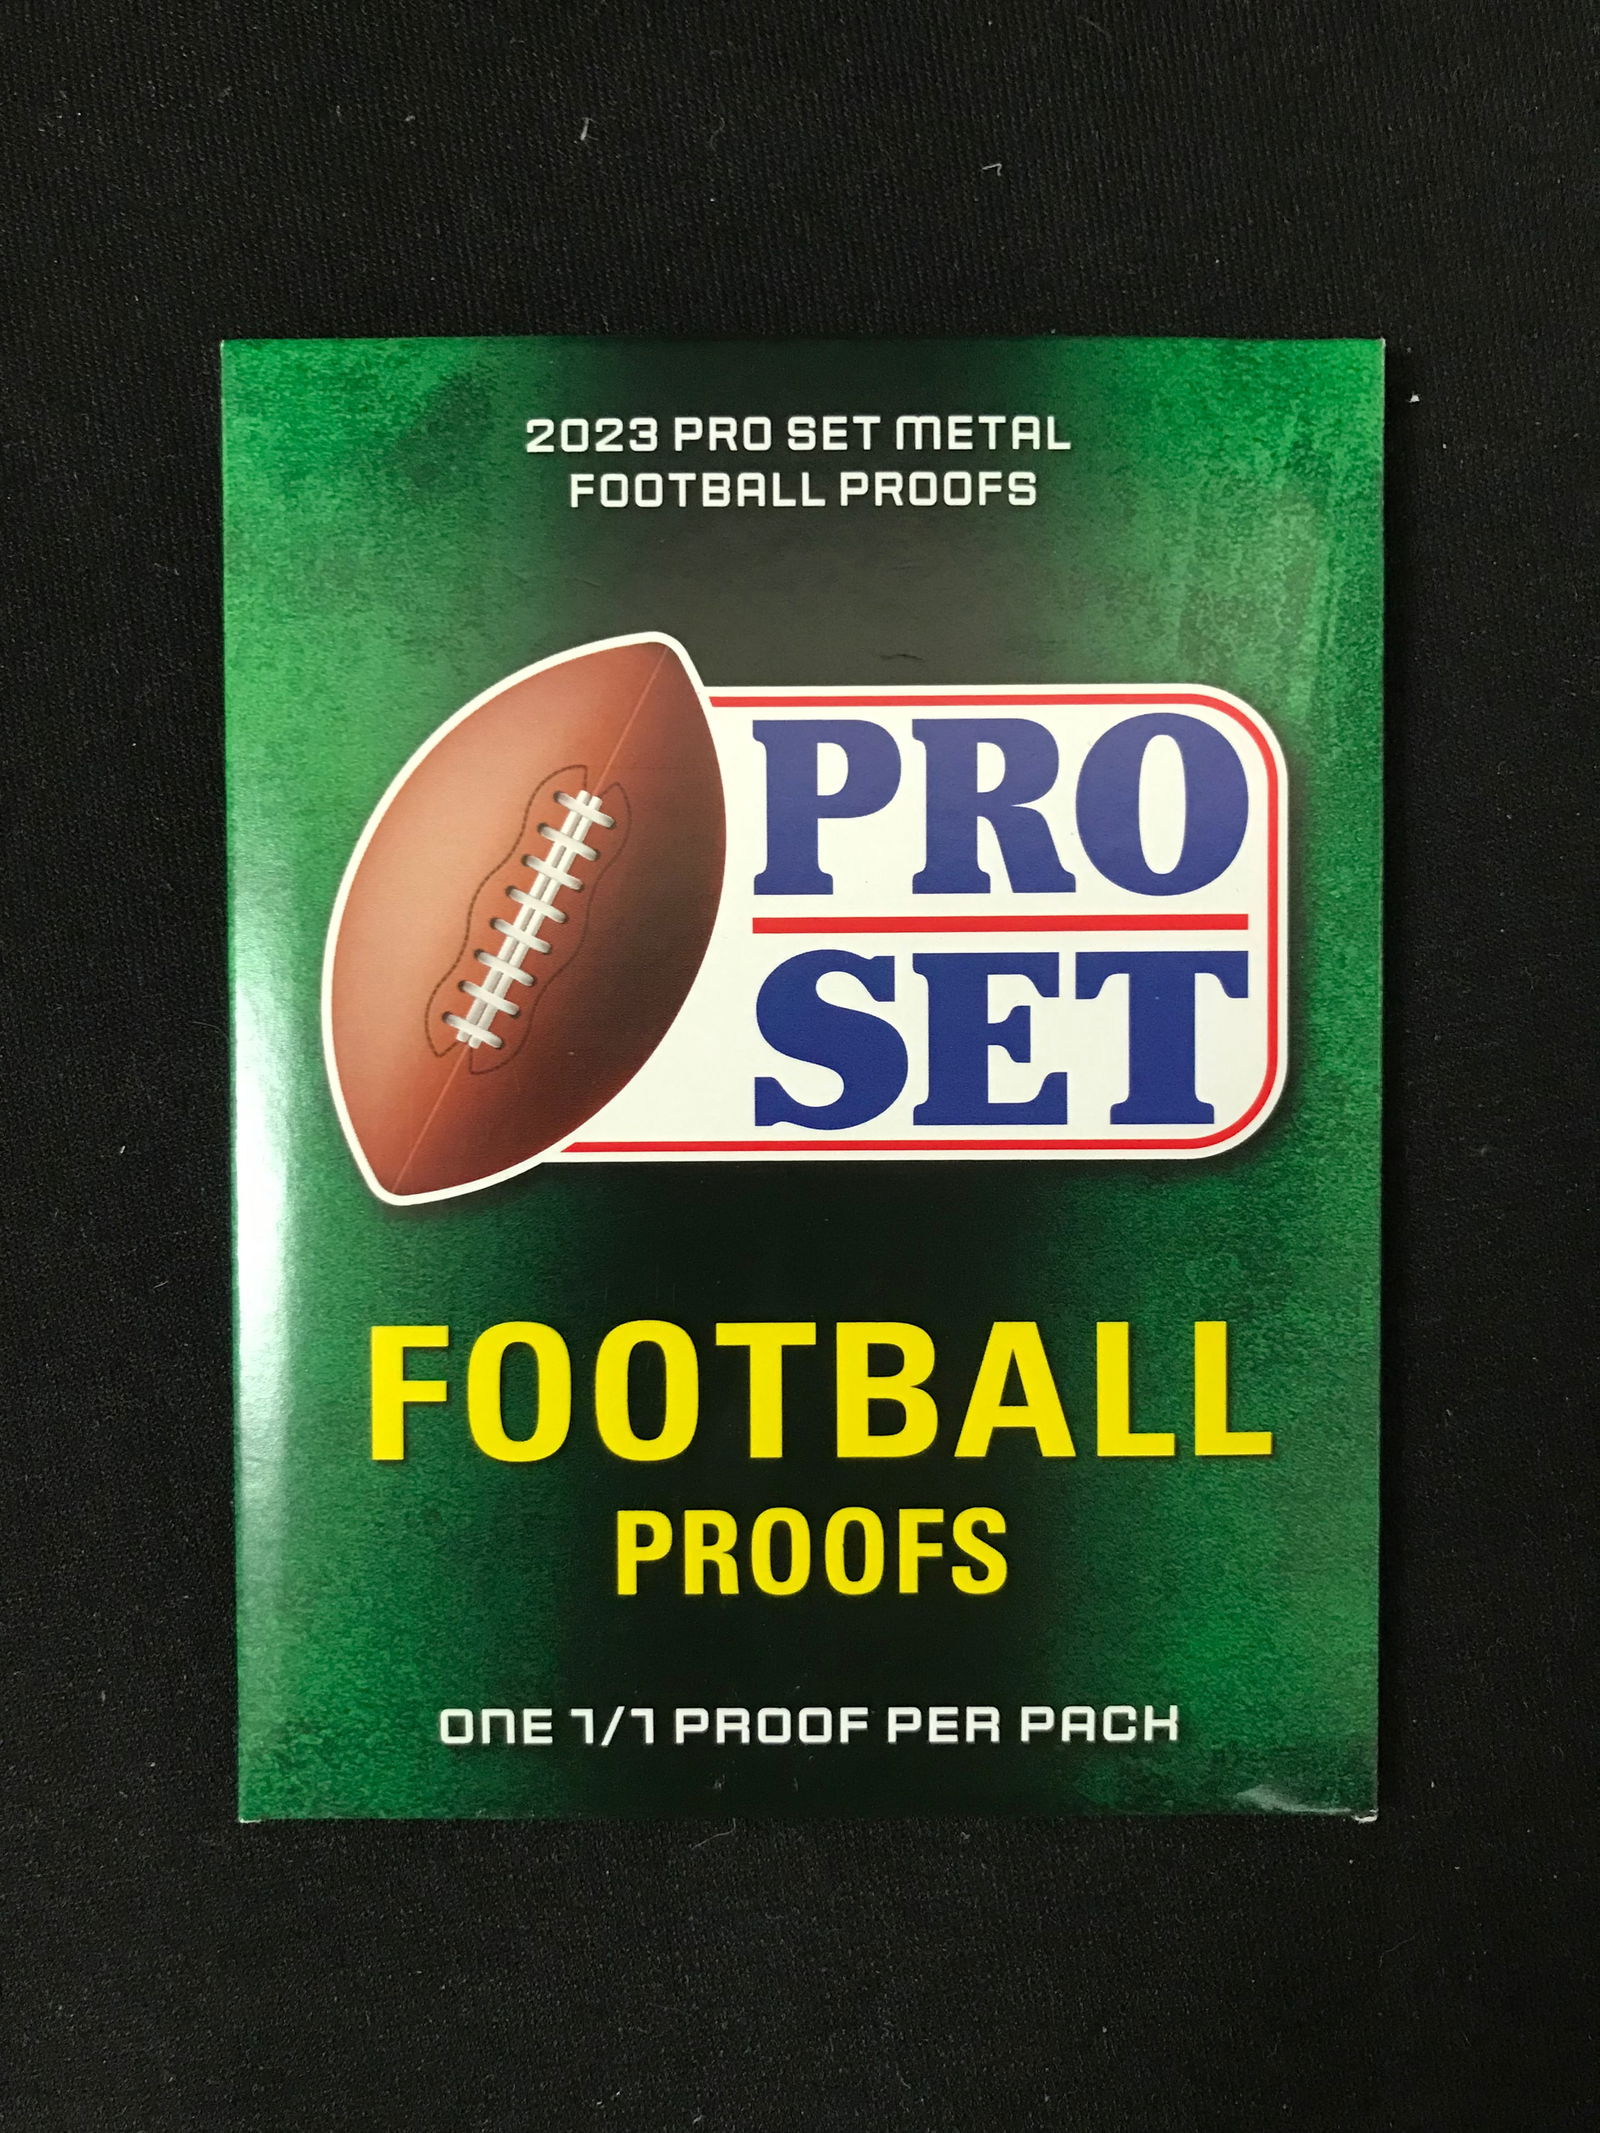 2023 PRO SET METAL
FOOTBALL PROOFS
PRO
SET
FOOTBALL
PROOFS
ONE 1/1 PROOF PER PACK